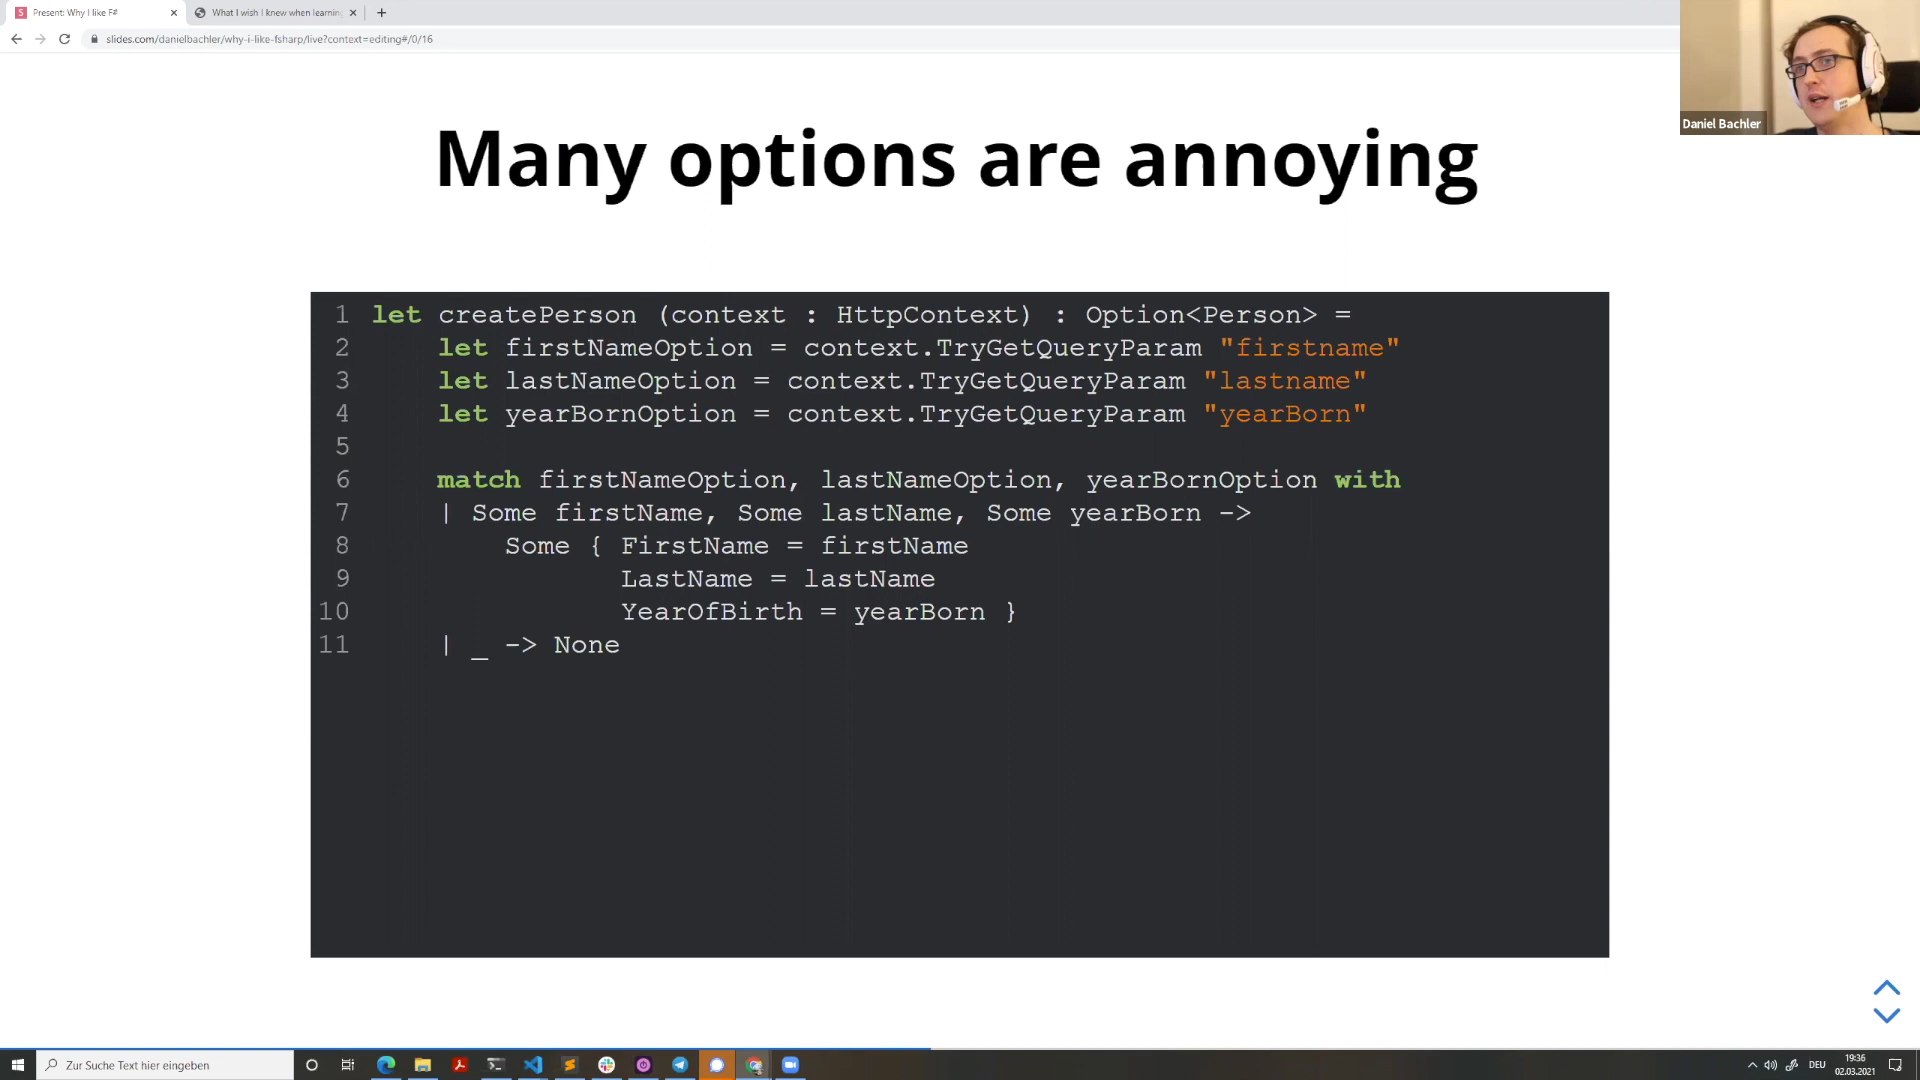 Present: Why I like F#
What I wish I knew when learning
slides.com/danielbachler/why-i-like-fsharp/live?context=editing#/0/16
Daniel Bachler
Many options are annoying
1 let createPerson (context : HttpContext) : Option<Person> =
2 let firstNameOption = context.TryGetQueryParam "firstname"
3 let lastNameOption = context.TryGetQueryParam "lastname"
4 let yearBornOption = context.TryGetQueryParam "yearBorn"
5
6 match firstNameOption, lastNameOption, yearBornOption with
7 | Some firstName, Some lastName, Some yearBorn ->
8 Some { FirstName = firstName
9 LastName = lastName
10 YearOfBirth = yearBorn }
11 | _ -> None
Zur Suche Text hier eingeben
DEU
19:36
02.03.2021